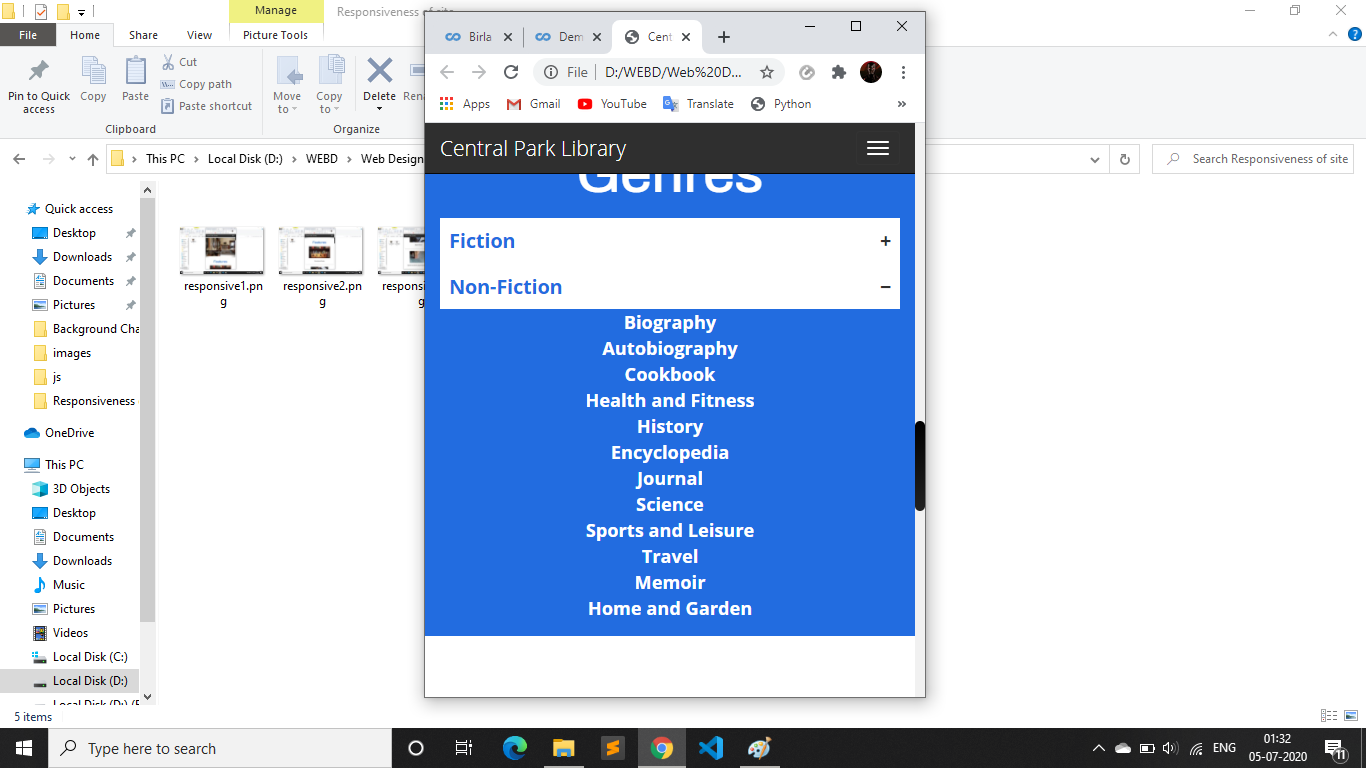 Manage
Responsiveness of site
File
Home
Share
View
Picture Tools
Pin to Quick access
Copy
Paste
Cut
Copy path
Paste shortcut
Move to
Copy to
Delete
Clipboard
Organize
This PC
Local Disk (D:)
WEBD
Web Design
Search Responsiveness of site
Quick access
Desktop
Downloads
Documents
Pictures
Background Cha
images
js
Responsiveness
OneDrive
This PC
3D Objects
Desktop
Documents
Downloads
Music
Pictures
Videos
Local Disk (C:)
Local Disk (D:)
5 items
responsive1.png
responsive2.png
Birla
Dem
Cent
File
D:/WEBD/Web%20D...
Apps
Gmail
YouTube
Translate
Python
»
Central Park Library
Genres
Fiction +
Non-Fiction −
Biography
Autobiography
Cookbook
Health and Fitness
History
Encyclopedia
Journal
Science
Sports and Leisure
Travel
Memoir
Home and Garden
Type here to search
ENG
01:32
05-07-2020
11